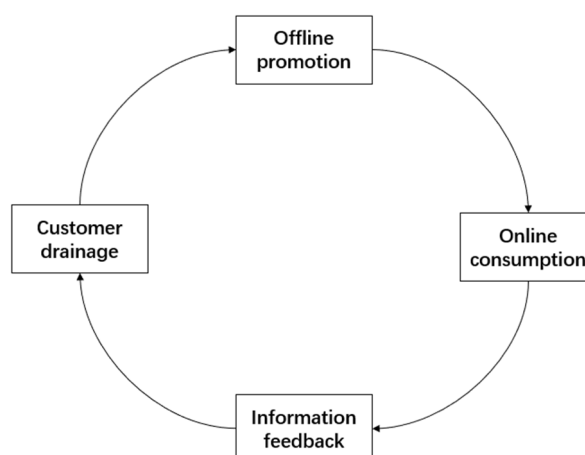 Offline
promotion
Customer
drainage
Online
consumption
Information
feedback